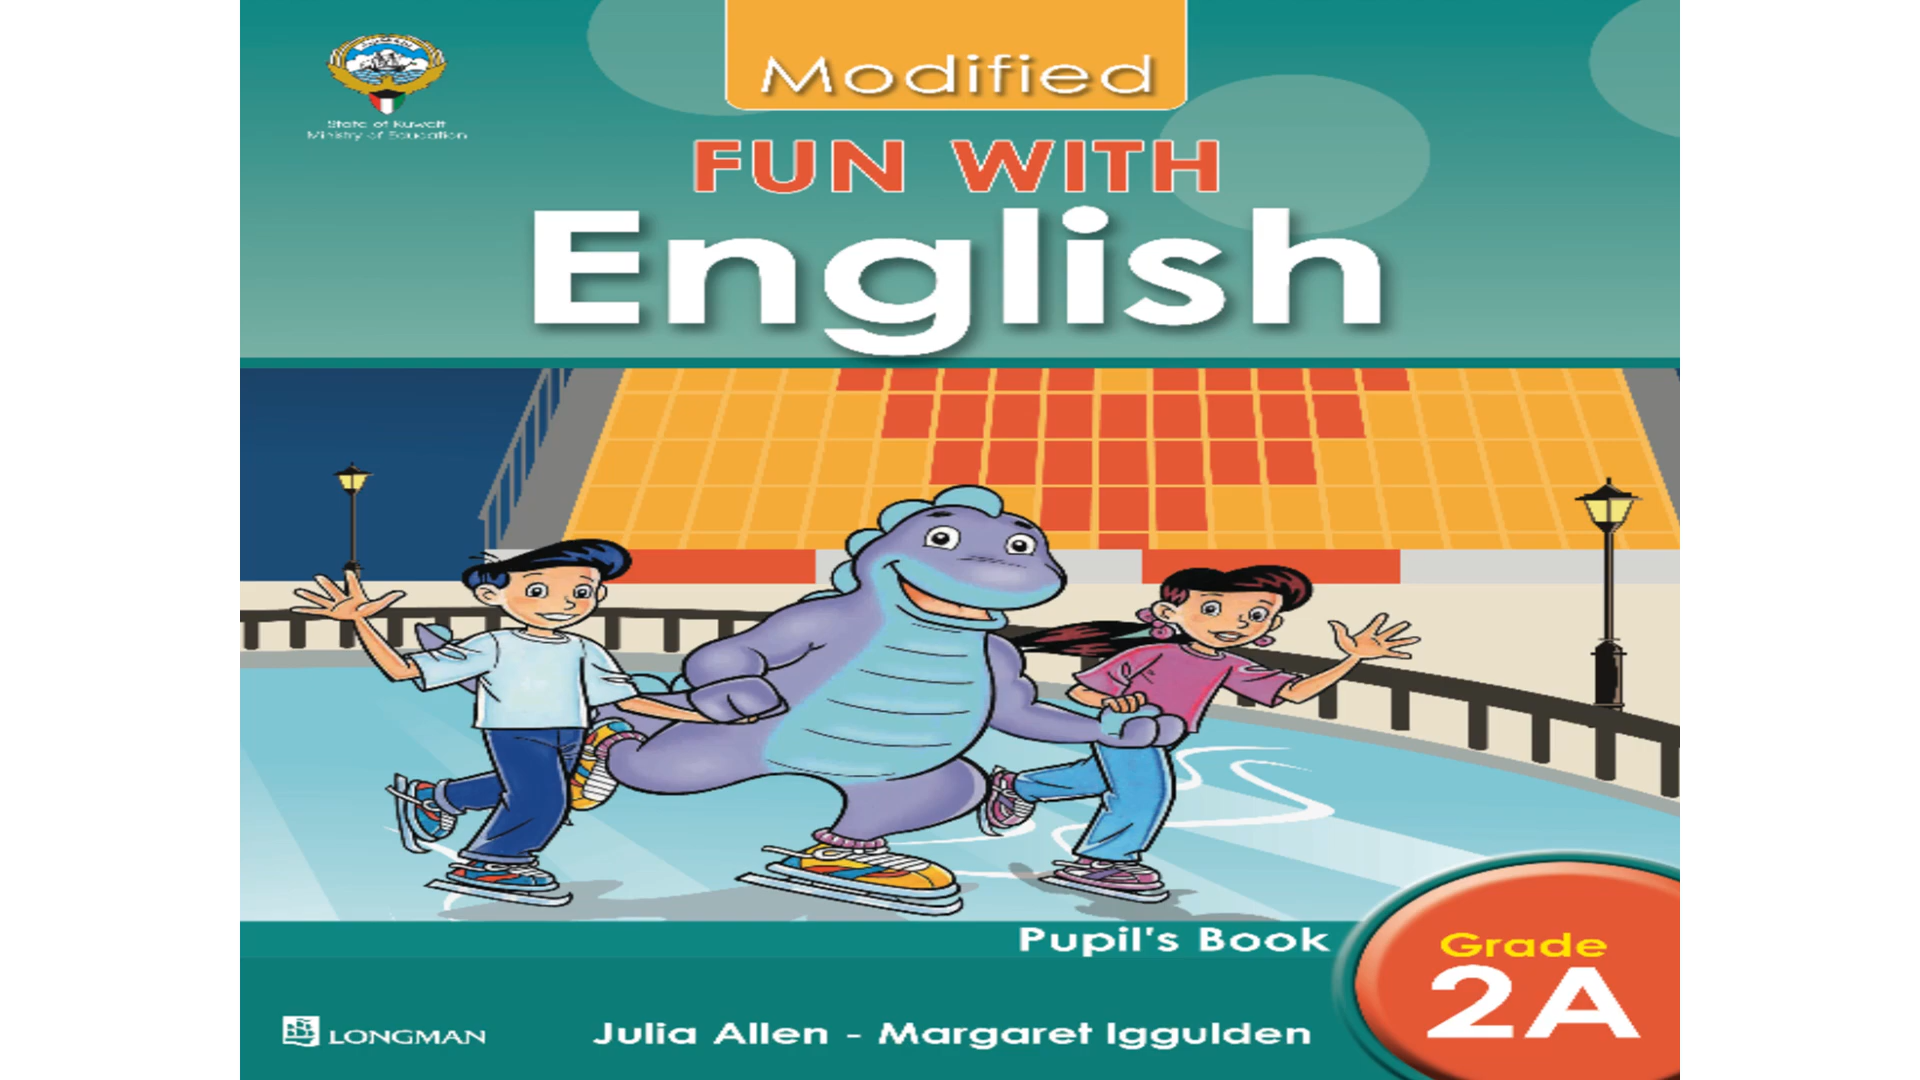 State of Kuwait
Ministry of Education
Modified
FUN WITH
English
Pupil's Book
Grade
2A
LONGMAN
Julia Allen - Margaret Iggulden